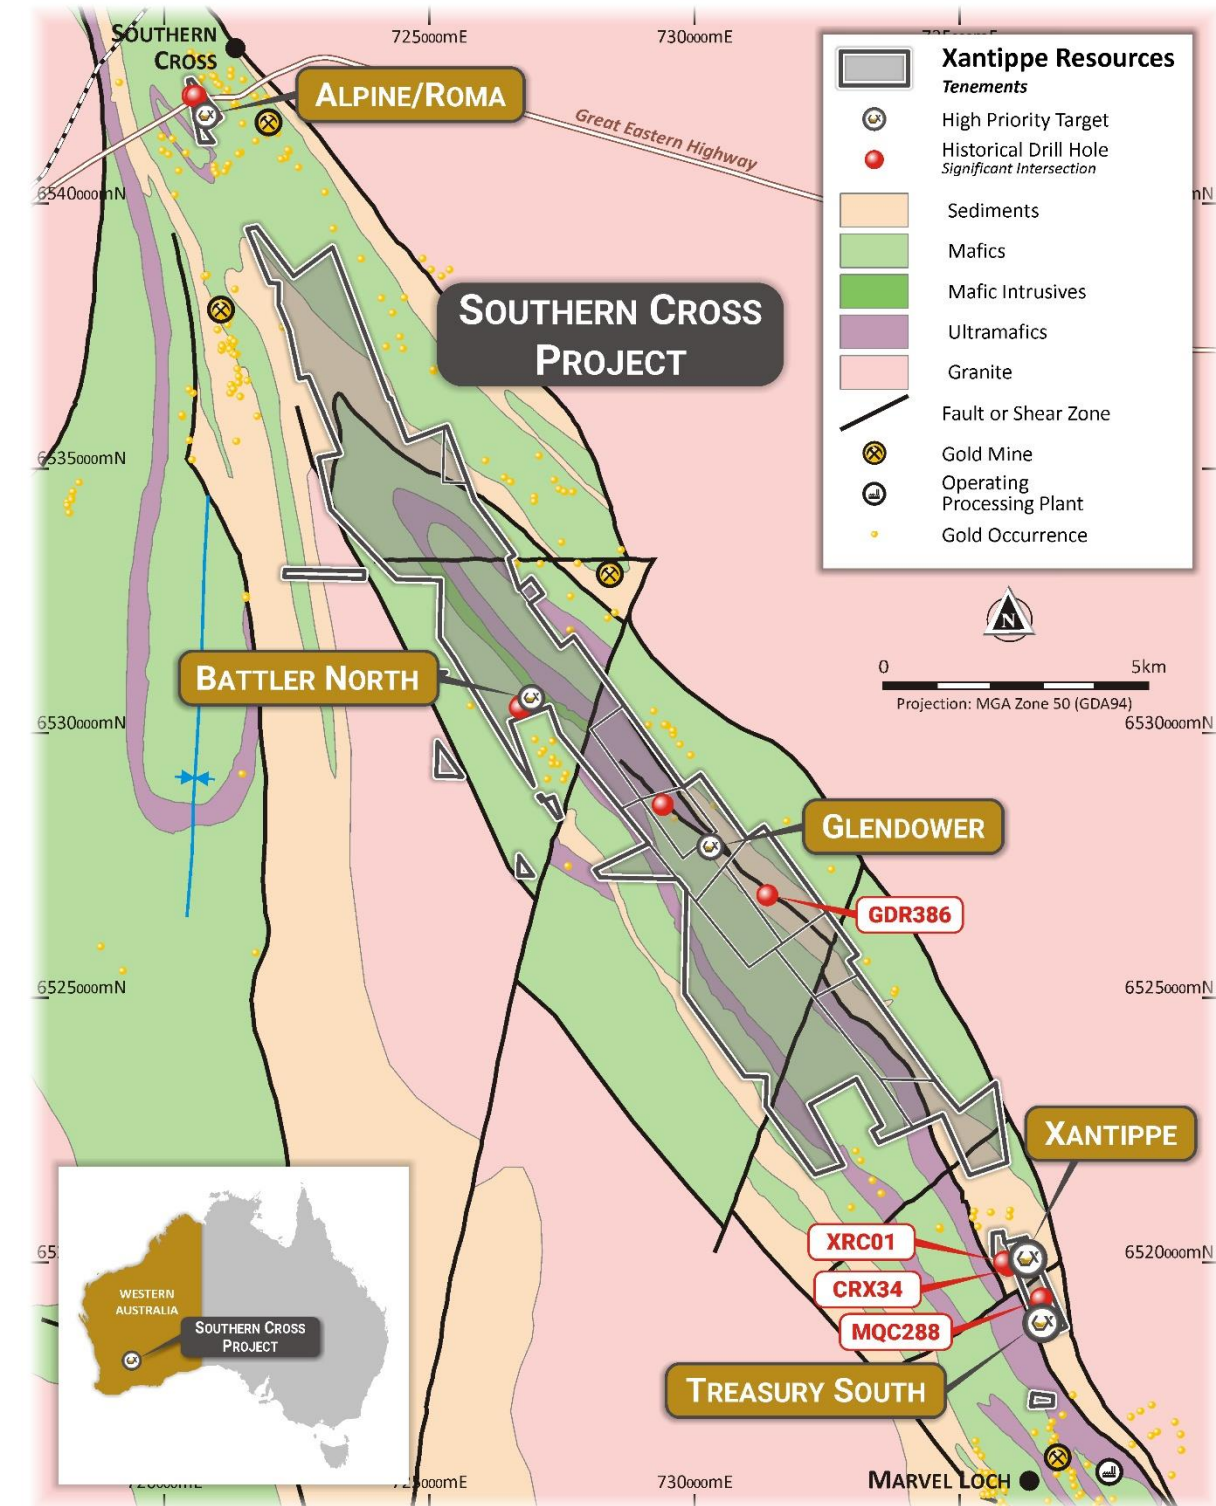 SOUTHERN
CROSS
725000mE
730000mE
ALPINE/ROMA
Great Eastern Highway
Xantippe Resources
Tenements
High Priority Target
Historical Drill Hole
Significant Intersection
Sediments
Mafics
Mafic Intrusives
Ultramafics
Granite
Fault or Shear Zone
Gold Mine
Operating
Processing Plant
Gold Occurrence
6540000mN
mN
SOUTHERN CROSS
PROJECT
6535000mN
N
0 5km
Projection: MGA Zone 50 (GDA94)
BATTLER NORTH
6530000mN
6530000mN
GLENDOWER
GDR386
6525000mN
6525000mN
XANTIPPE
XRC01
CRX34
MQC288
6520000mN
TREASURY SOUTH
WESTERN
AUSTRALIA
SOUTHERN CROSS
PROJECT
MARVEL LOCH
730000mE